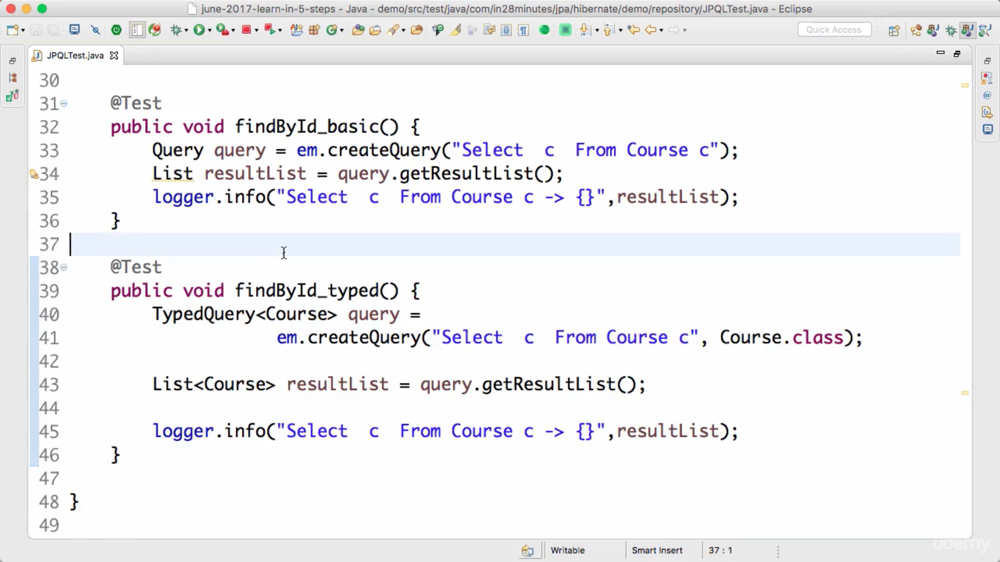 june-2017-learn-in-5-steps - Java - demo/src/test/java/com/in28minutes/jpa/hibernate/demo/repository/JPQLTest.java - Eclipse
Quick Access
JPQLTest.java
30
31 @Test
32 public void findById_basic() {
33 Query query = em.createQuery("Select  c  From Course c");
34 List resultList = query.getResultList();
35 logger.info("Select  c  From Course c -> {}",resultList);
36 }
37
38 @Test
39 public void findById_typed() {
40 TypedQuery<Course> query =
41 em.createQuery("Select  c  From Course c", Course.class);
42
43 List<Course> resultList = query.getResultList();
44
45 logger.info("Select  c  From Course c -> {}",resultList);
46 }
47
48 }
49
Writable Smart Insert 37 : 1
udemy